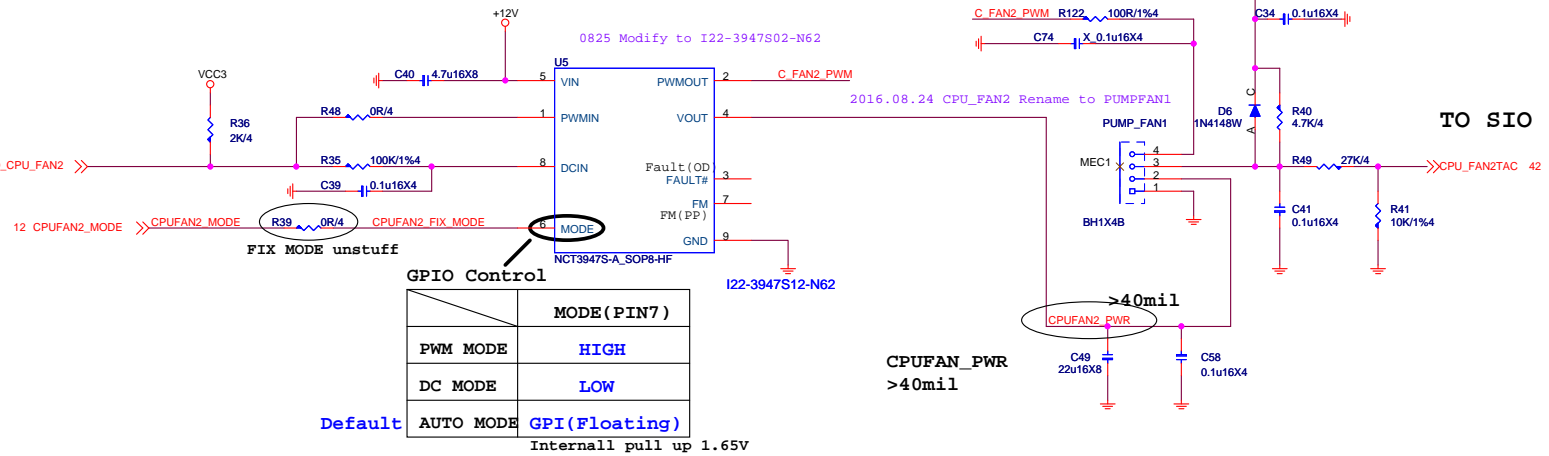 +12V
0825 Modify to I22-3947S02-N62
C_FAN2_PWM R122 100R/1%4
C34 0.1u16X4
C74 X_0.1u16X4
VCC3
C40 4.7u16X8
U5
5 VIN PWMOUT 2 C_FAN2_PWM
2016.08.24 CPU_FAN2 Rename to PUMPFAN1
R36
2K/4
R48 0R/4
1 PWMIN VOUT 4
D6
1N4148W
C
A
R40
4.7K/4
TO SIO
PUMP_FAN1
MEC1
4
3
2
1
BH1X4B
_CPU_FAN2
R35 100K/1%4
8 DCIN Fault(OD)
FAULT# 3
C39 0.1u16X4
FM 7
FM(PP)
R49 27K/4
CPU_FAN2TAC 42
C41
0.1u16X4
R41
10K/1%4
12 CPUFAN2_MODE CPUFAN2_MODE R39 0R/4 CPUFAN2_FIX_MODE 6 MODE
FIX MODE unstuff
GND 9
NCT3947S-A_SOP8-HF
I22-3947S12-N62
GPIO Control
MODE(PIN7)
PWM MODE HIGH
DC MODE LOW
Default AUTO MODE GPI(Floating)
Internall pull up 1.65V
>40mil
CPUFAN2_PWR
CPUFAN_PWR
>40mil
C49
22u16X8
C58
0.1u16X4